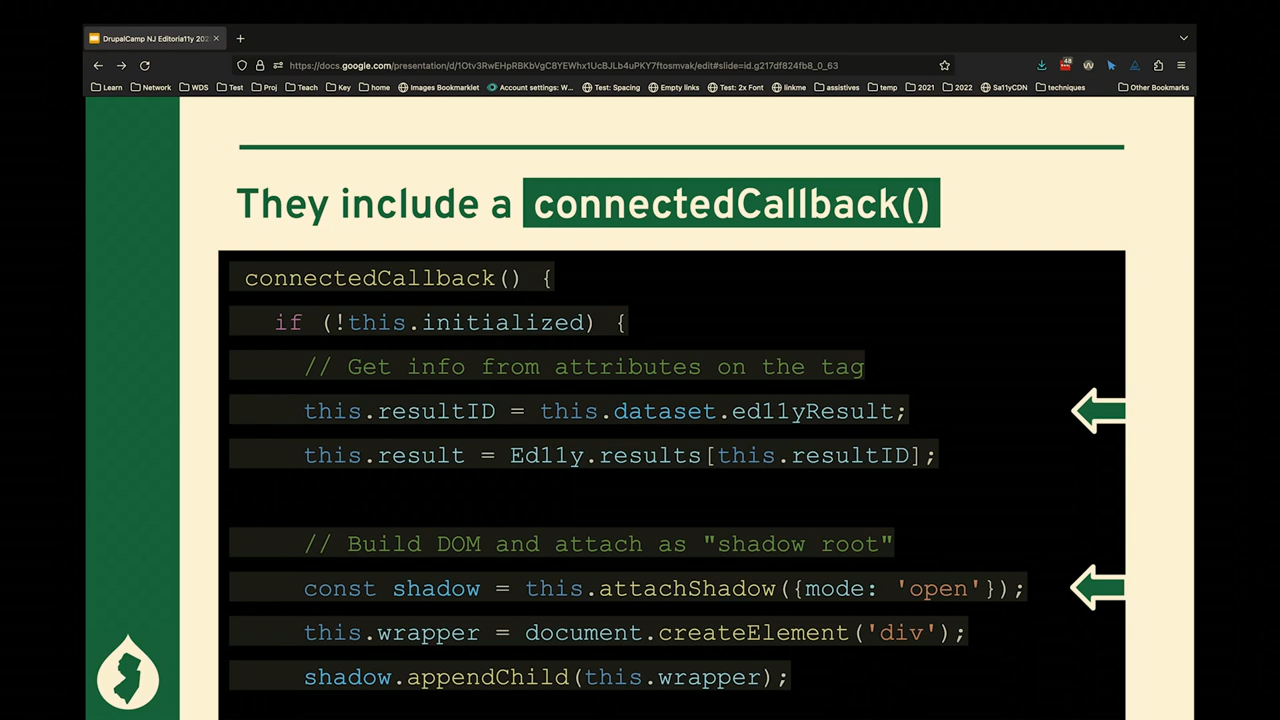 DrupalCamp NJ Editoria11y 202
https://docs.google.com/presentation/d/1Otv3RwEHpRBKbVgC8YEWhx1UcBJLb4uPKY7ftosmvak/edit#slide=id.g217df824fb8_0_63
48
Learn Network WDS Test Proj Teach Key home Images Bookmarklet Account settings: W... Test: Spacing Empty links Test: 2x Font linkme assistives temp 2021 2022 Sa11yCDN techniques Other Bookmarks
They include a connectedCallback()
connectedCallback() {
if (!this.initialized) {
// Get info from attributes on the tag
this.resultID = this.dataset.ed11yResult;
this.result = Ed11y.results[this.resultID];
// Build DOM and attach as "shadow root"
const shadow = this.attachShadow({mode: 'open'});
this.wrapper = document.createElement('div');
shadow.appendChild(this.wrapper);